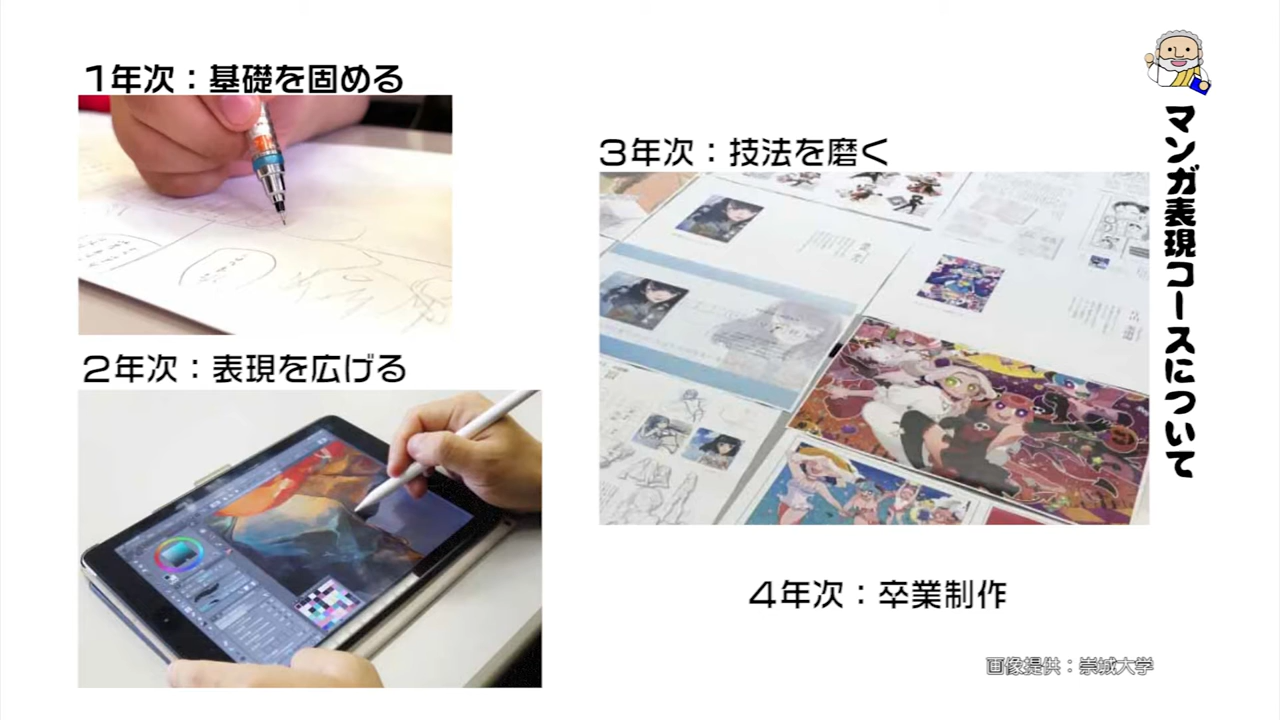 1年次：基礎を固める
2年次：表現を広げる
3年次：技法を磨く
4年次：卒業制作
マンガ表現コースについて
画像提供：崇城大学